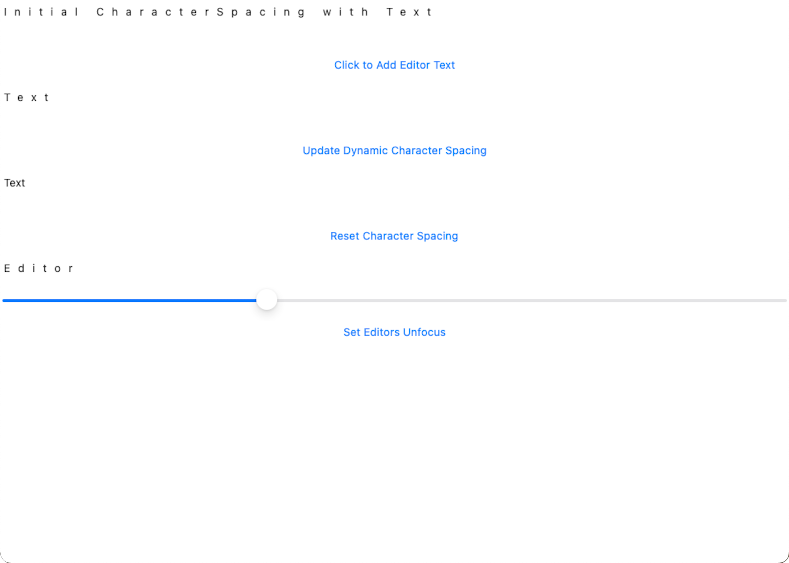 Initial CharacterSpacing with Text
Click to Add Editor Text
Text
Update Dynamic Character Spacing
Text
Reset Character Spacing
Editor
Set Editors Unfocus